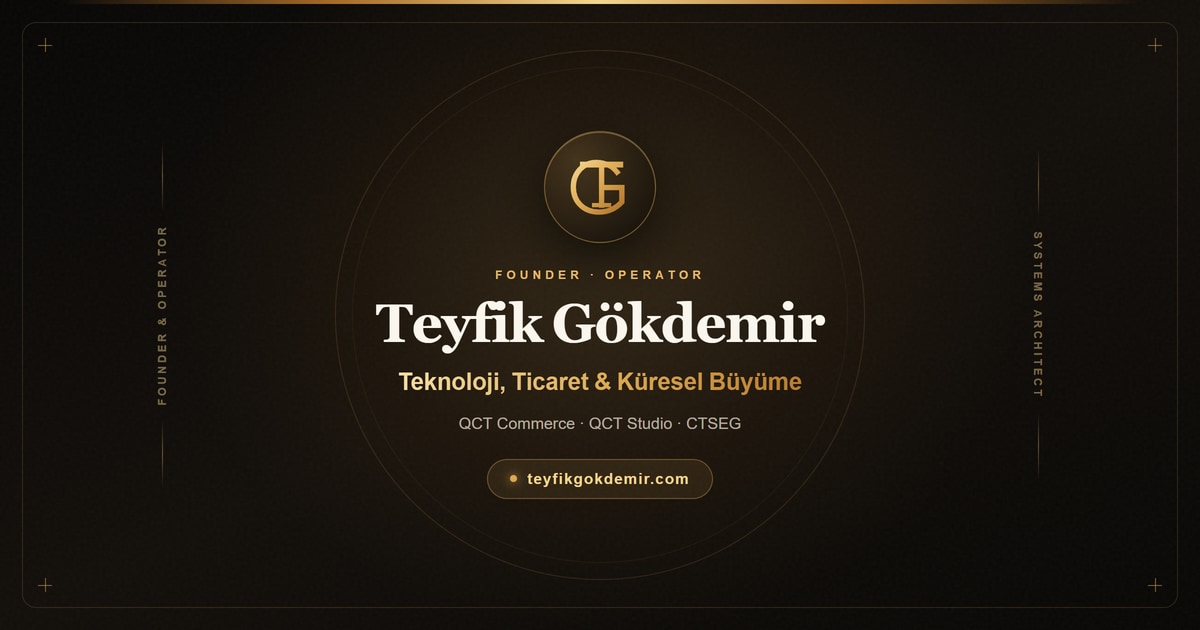 TG
FOUNDER · OPERATOR
Teyfik Gökdemir
Teknoloji, Ticaret & Küresel Büyüme
QCT Commerce · QCT Studio · CTSEG
teyfikgokdemir.com
FOUNDER & OPERATOR
SYSTEMS ARCHITECT